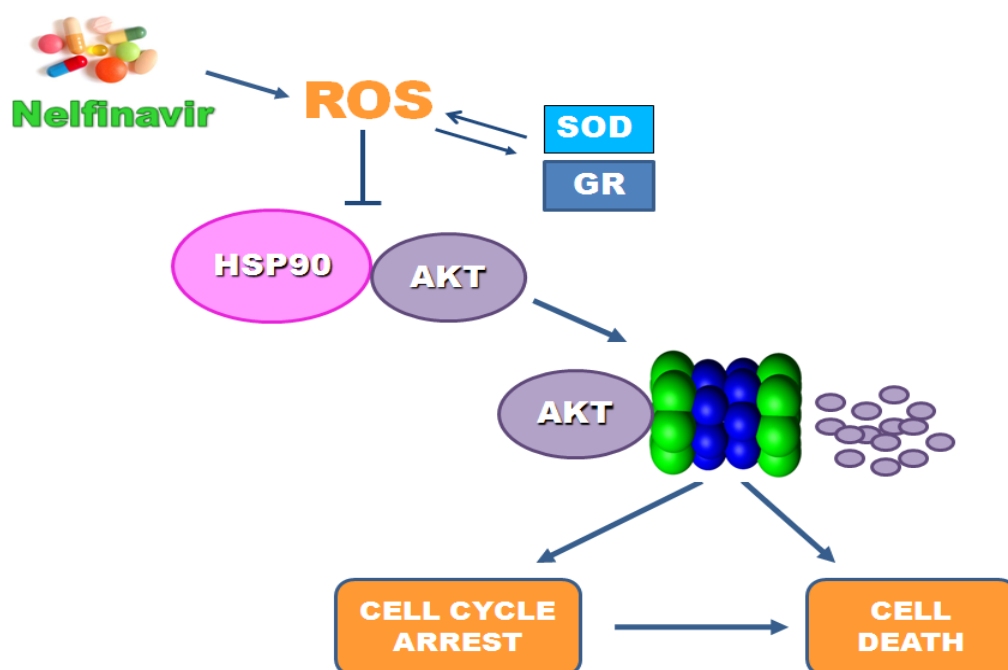 Nelfinavir
ROS
SOD
GR
HSP90
AKT
AKT
CELL CYCLE
ARREST
CELL
DEATH